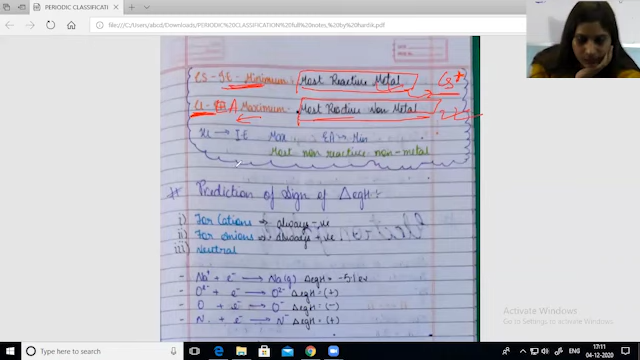 PERIODIC CLASSIFICATI
File
C:/Users/abcd/Downloads/PERIODIC%20CLASSIFICATION%20full%20notes,%20by%20hardik.pdf
CS - IE - Minimum - Most Reactive Metal Cs+
Cl - EA Maximum - Most Reactive Non Metal
→ IE Max EA → Min
Most non reactive non-metal
# Prediction of Sign of ΔegH :-
i) For Cations → always -ve
ii) For anions → always +ve
iii) Neutral
- Na+ + e- → Na(g) ΔegH = -5.1 ev
- + e- → O2- ΔegH = (+)
- O + e- → O- ΔegH = (-)
- N + e- → N- ΔegH = (+)
Activate Windows
Go to Settings to activate Windows.
Type here to search
ENG
17:11
04-12-2020